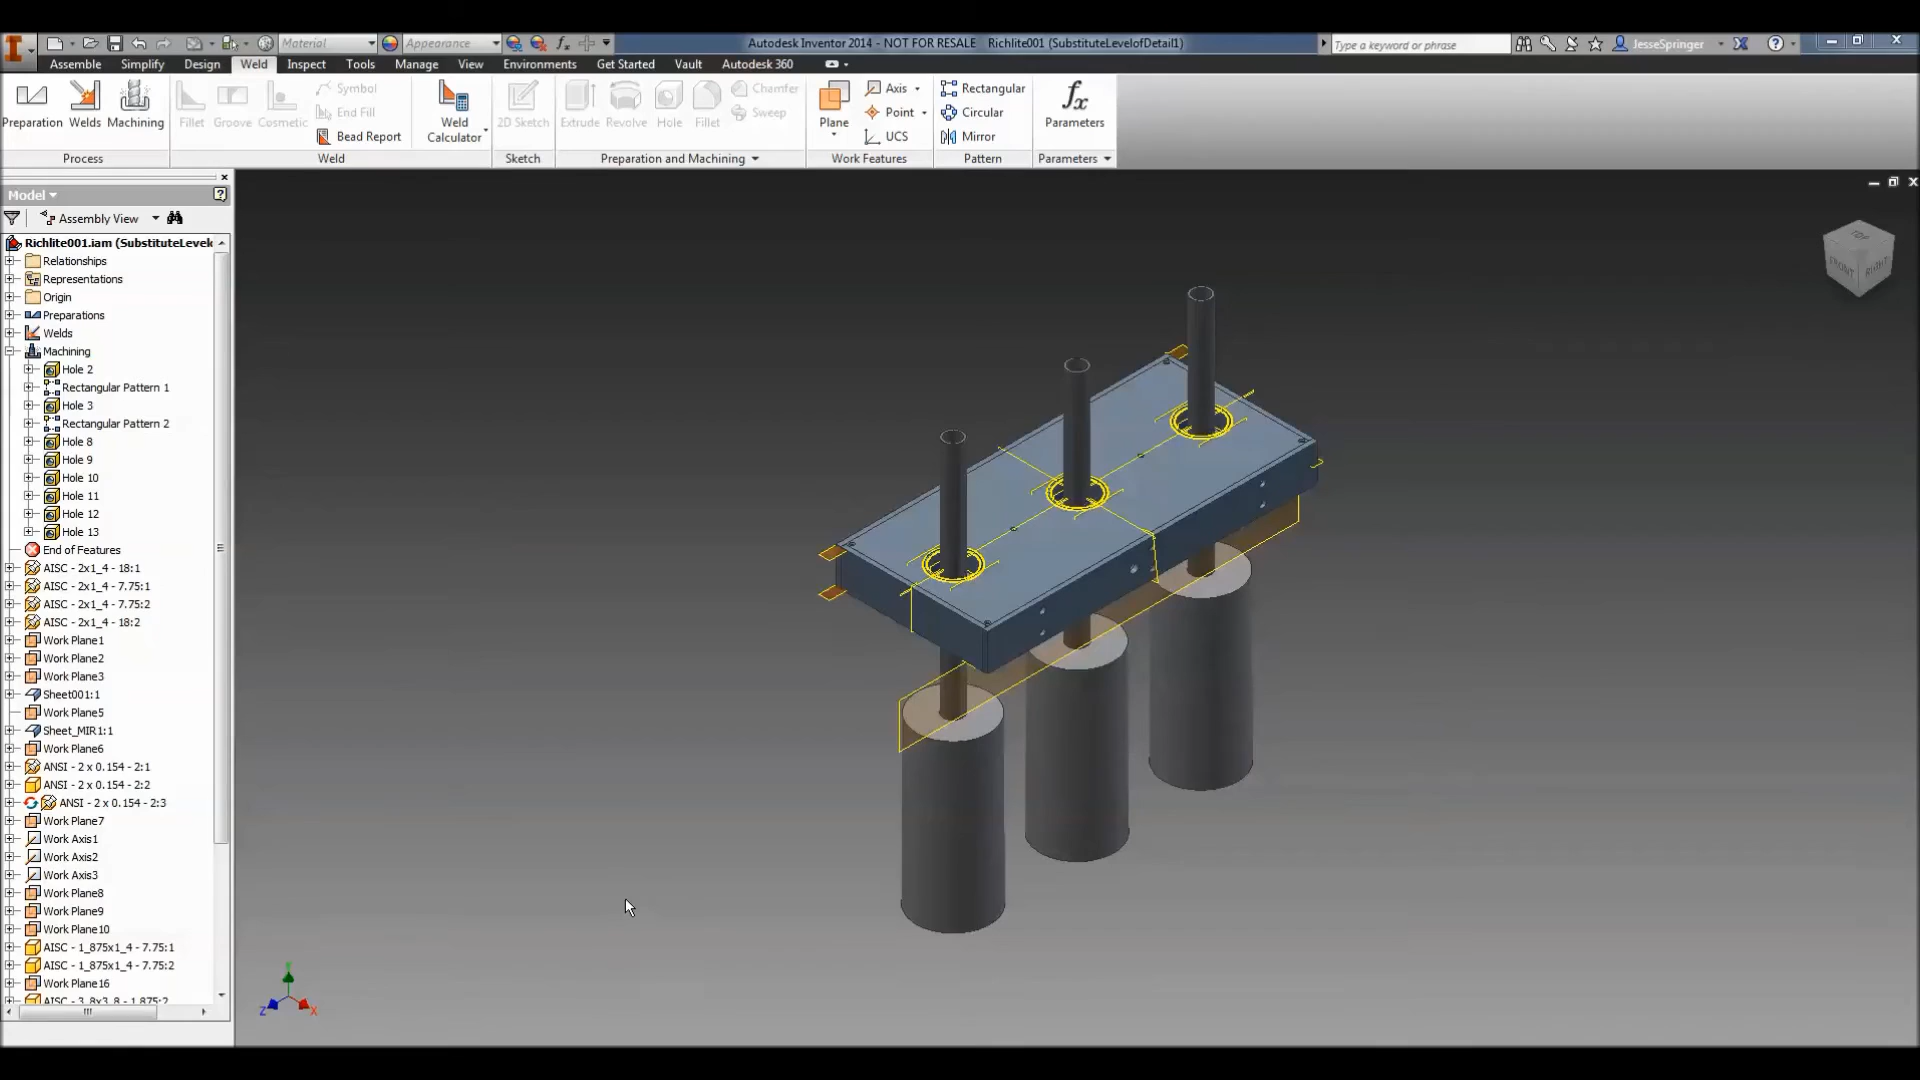 Material
Appearance
Autodesk Inventor 2014 - NOT FOR RESALE Richlite001 (SubstituteLevelofDetail1)
Type a keyword or phrase
JesseSpringer
Assemble Simplify Design Weld Inspect Tools Manage View Environments Get Started Vault Autodesk 360
Preparation Welds Machining
Fillet Groove Cosmetic
Symbol
End Fill
Bead Report
Weld Calculator
2D Sketch
Extrude Revolve Hole Fillet
Chamfer
Sweep
Plane
Axis
Point
UCS
Rectangular
Circular
Mirror
fx
Parameters
Process Weld Sketch Preparation and Machining Work Features Pattern Parameters
Model
Assembly View
Richlite001.iam (SubstituteLevel
Relationships
Representations
Origin
Preparations
Welds
Machining
Hole 2
Rectangular Pattern 1
Hole 3
Rectangular Pattern 2
Hole 8
Hole 9
Hole 10
Hole 11
Hole 12
Hole 13
End of Features
AISC - 2x1_4 - 18:1
AISC - 2x1_4 - 7.75:1
AISC - 2x1_4 - 7.75:2
AISC - 2x1_4 - 18:2
Work Plane1
Work Plane2
Work Plane3
Sheet001:1
Work Plane5
Sheet_MIR1:1
Work Plane6
ANSI - 2 x 0.154 - 2:1
ANSI - 2 x 0.154 - 2:2
ANSI - 2 x 0.154 - 2:3
Work Plane7
Work Axis1
Work Axis2
Work Axis3
Work Plane8
Work Plane9
Work Plane10
AISC - 1_875x1_4 - 7.75:1
AISC - 1_875x1_4 - 7.75:2
Work Plane16
AISC - 3_8x3_8 - 1.875:2
TOP
FRONT
RIGHT
Z
X